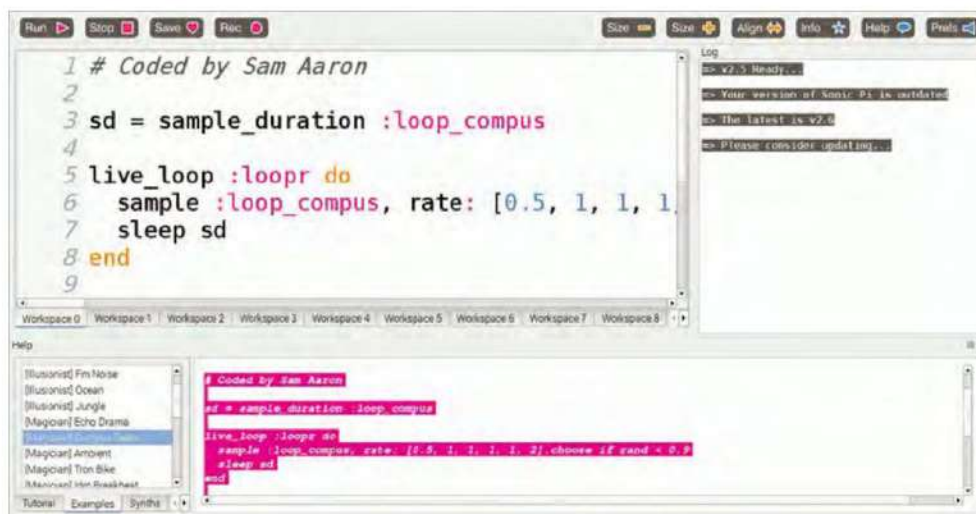 Run Stop Save Rec Size Size Align Info Help Prefs
Log
1 # Coded by Sam Aaron
2
3 sd = sample_duration :loop_compus
4
5 live_loop :loopr do
6 sample :loop_compus, rate: [0.5, 1, 1, 1,
7 sleep sd
8 end
9
=> v2.5 Ready...
=> Your version of Sonic Pi is outdated
=> The latest is v2.6
=> Please consider updating...
Workspace 0 Workspace 1 Workspace 2 Workspace 3 Workspace 4 Workspace 5 Workspace 6 Workspace 7 Workspace 8
Help
[Illusionist] Fm Noise
[Illusionist] Ocean
[Illusionist] Jungle
[Magician] Echo Drama
[Magician] Ambient
[Magician] Tron Bike
[Magician] Idm Breakbeat
Tutorial Examples Synths
# Coded by Sam Aaron
sd = sample_duration :loop_compus
live_loop :loopr do
sample :loop_compus, rate: [0.5, 1, 1, 1, 1, 2].choose if rand < 0.9
sleep sd
end